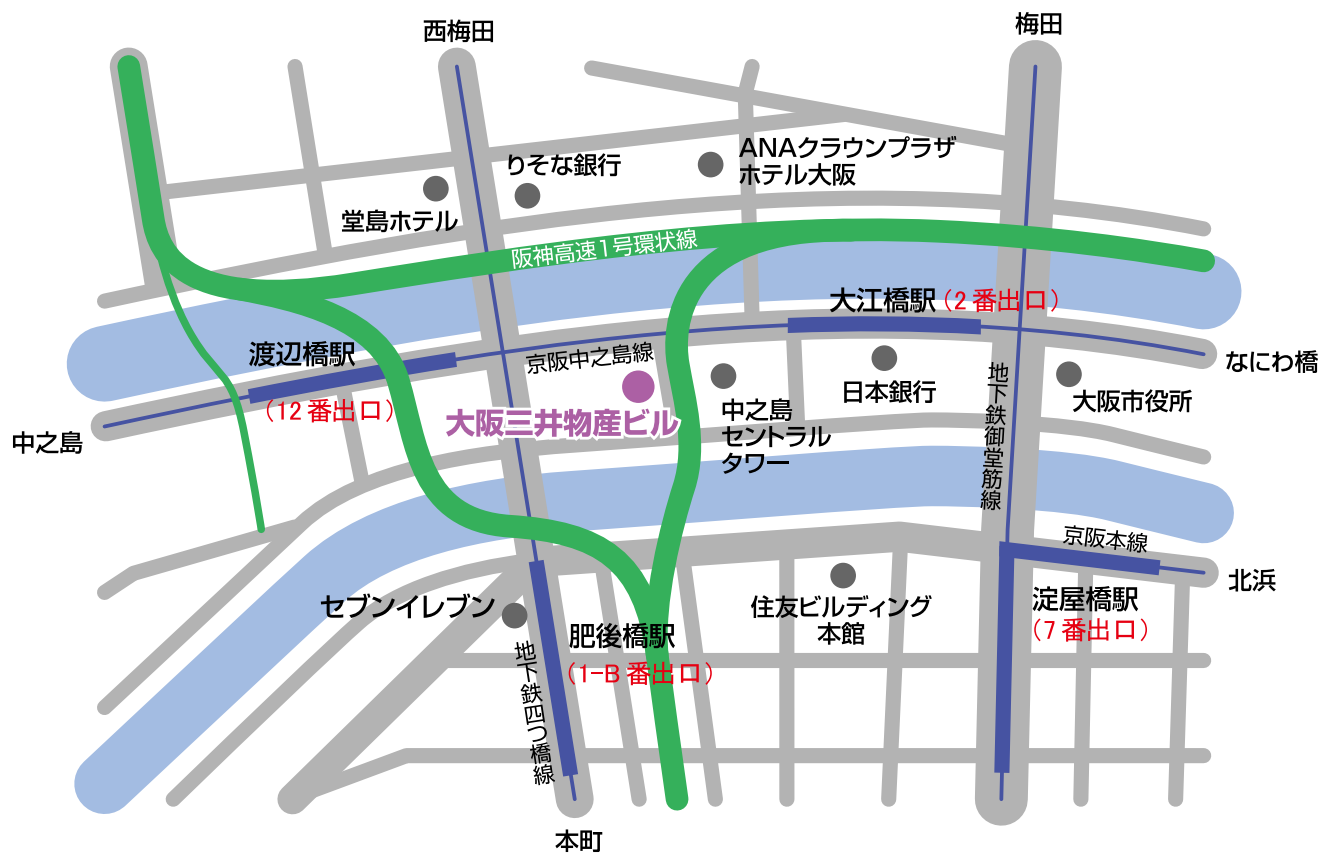 西梅田
梅田
ANAクラウンプラザ
ホテル大阪
りそな銀行
堂島ホテル
阪神高速1号環状線
大江橋駅(2番出口)
渡辺橋駅
(12番出口)
京阪中之島線
なにわ橋
日本銀行
大阪市役所
地下鉄御堂筋線
大阪三井物産ビル
中之島
セントラル
タワー
中之島
京阪本線
北浜
淀屋橋駅
(7番出口)
住友ビルディング
本館
セブンイレブン
肥後橋駅
(1-B番出口)
地下鉄四つ橋線
本町